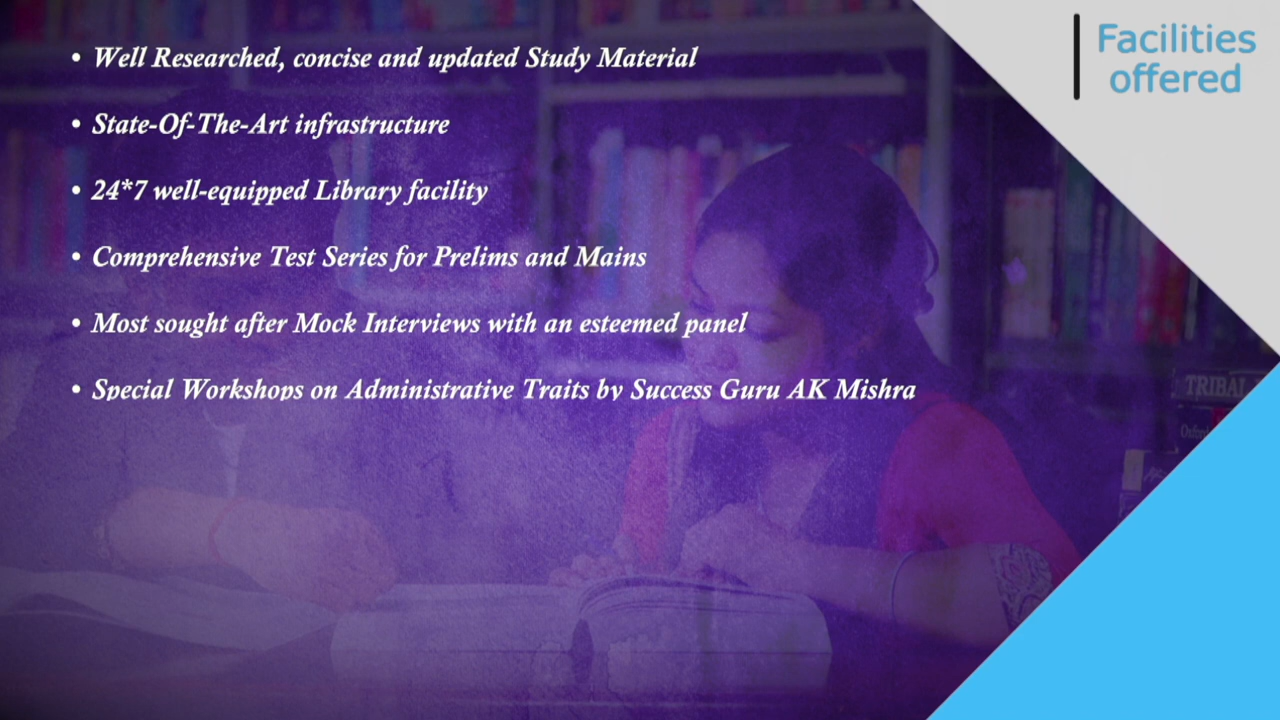 Facilities
offered
• Well Researched, concise and updated Study Material
• State-Of-The-Art infrastructure
• 24*7 well-equipped Library facility
• Comprehensive Test Series for Prelims and Mains
• Most sought after Mock Interviews with an esteemed panel
• Special Workshops on Administrative Traits by Success Guru AK Mishra
TRIBAL